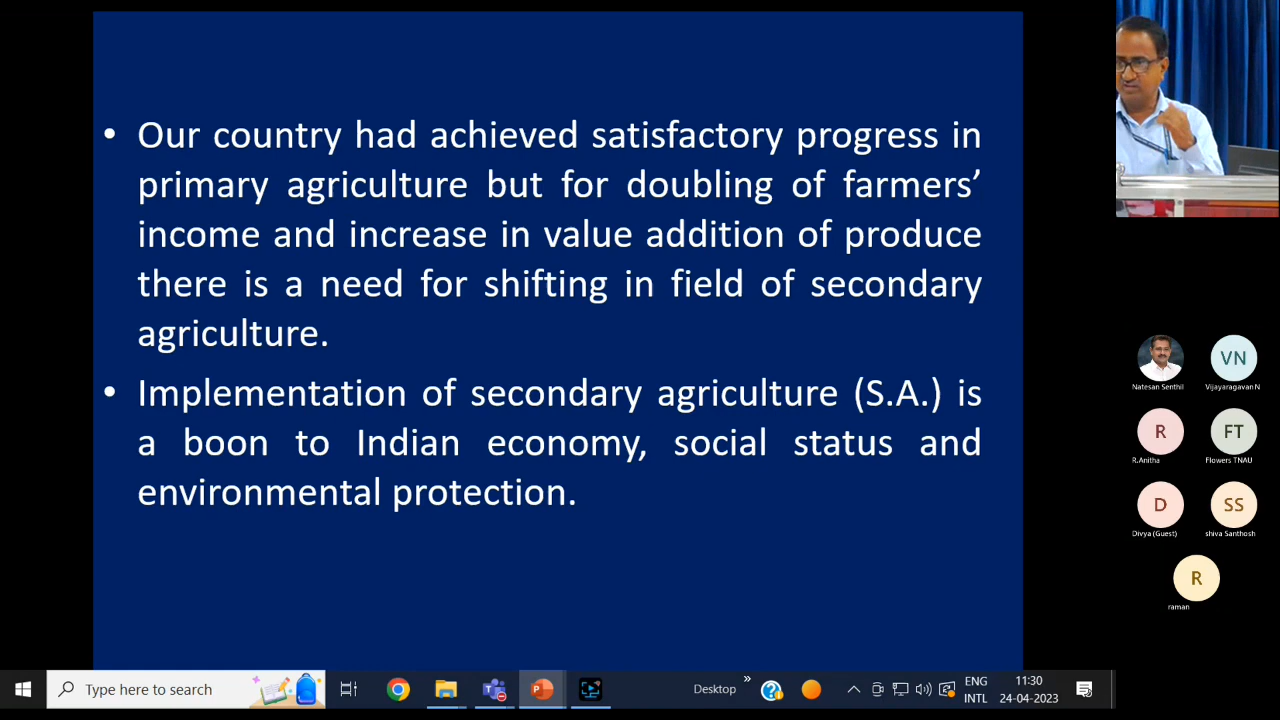 • Our country had achieved satisfactory progress in
primary agriculture but for doubling of farmers’
income and increase in value addition of produce
there is a need for shifting in field of secondary
agriculture.
• Implementation of secondary agriculture (S.A.) is
a boon to Indian economy, social status and
environmental protection.
VN
Natesan Senthil
Vijayaragavan N
R
FT
R.Anitha
Flowers TNAU
D
SS
Divya (Guest)
shiva Santhosh
R
raman
Type here to search
Desktop
»
ENG
INTL
11:30
24-04-2023